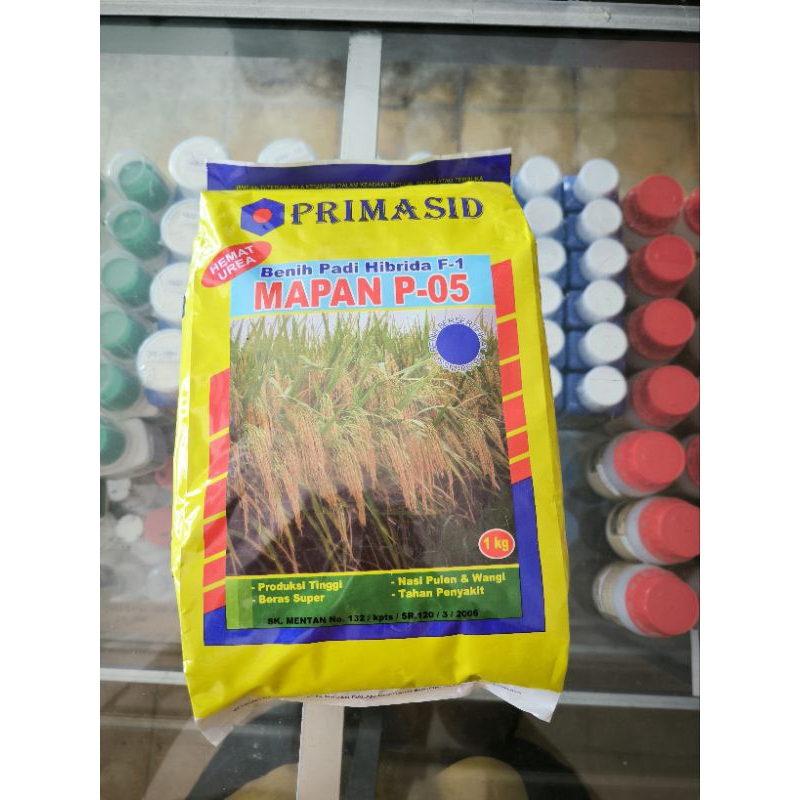 PRIMASID
HEMAT
UREA
Benih Padi Hibrida F-1
MAPAN P-05
1 kg
- Produksi Tinggi
- Beras Super
- Nasi Pulen & Wangi
- Tahan Penyakit
SK. MENTAN No. 132 / kpts / SR.120 / 3 / 2006